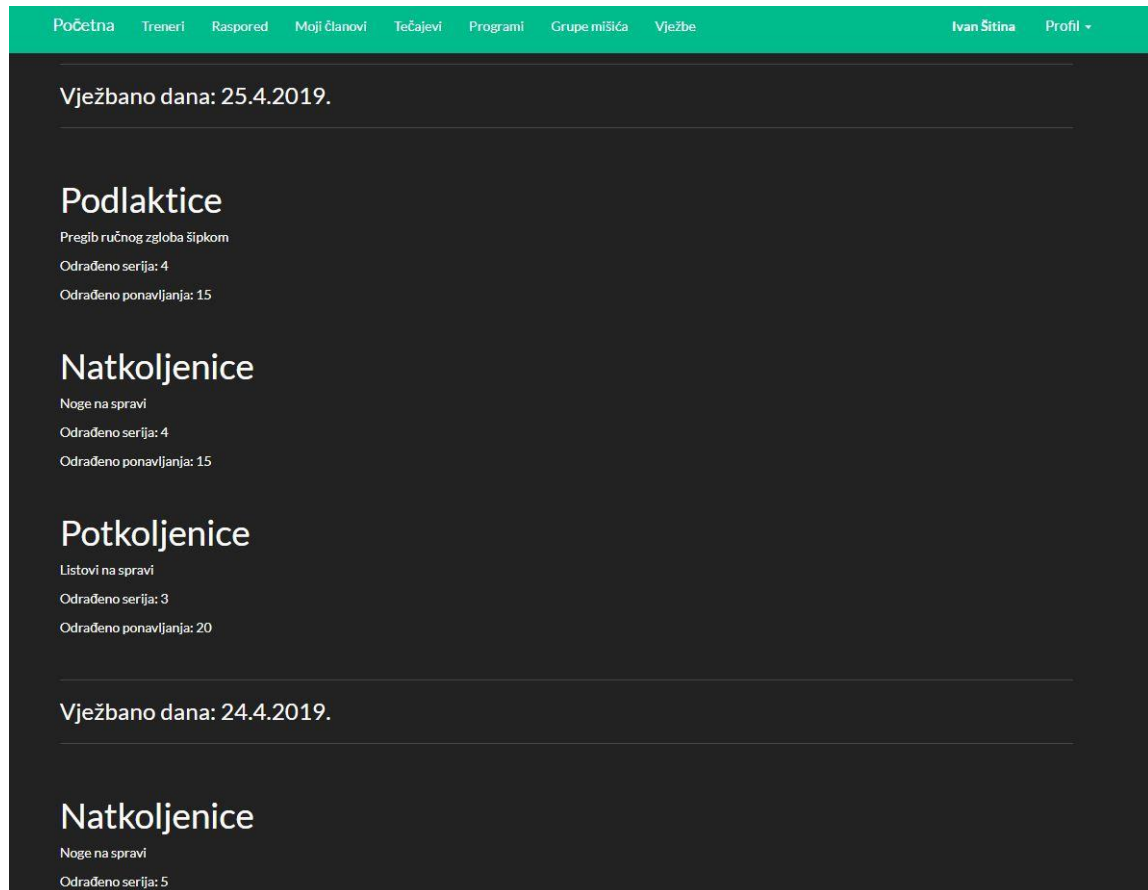 Početna Treneri Raspored Moji članovi Tečajevi Programi Grupe mišića Vježbe Ivan Šitina Profil
Vježbano dana: 25.4.2019.
Podlaktice
Pregib ručnog zgloba šipkom
Odrađeno serija: 4
Odrađeno ponavljanja: 15
Natkoljenice
Noge na spravi
Odrađeno serija: 4
Odrađeno ponavljanja: 15
Potkoljenice
Listovi na spravi
Odrađeno serija: 3
Odrađeno ponavljanja: 20
Vježbano dana: 24.4.2019.
Natkoljenice
Noge na spravi
Odrađeno serija: 5